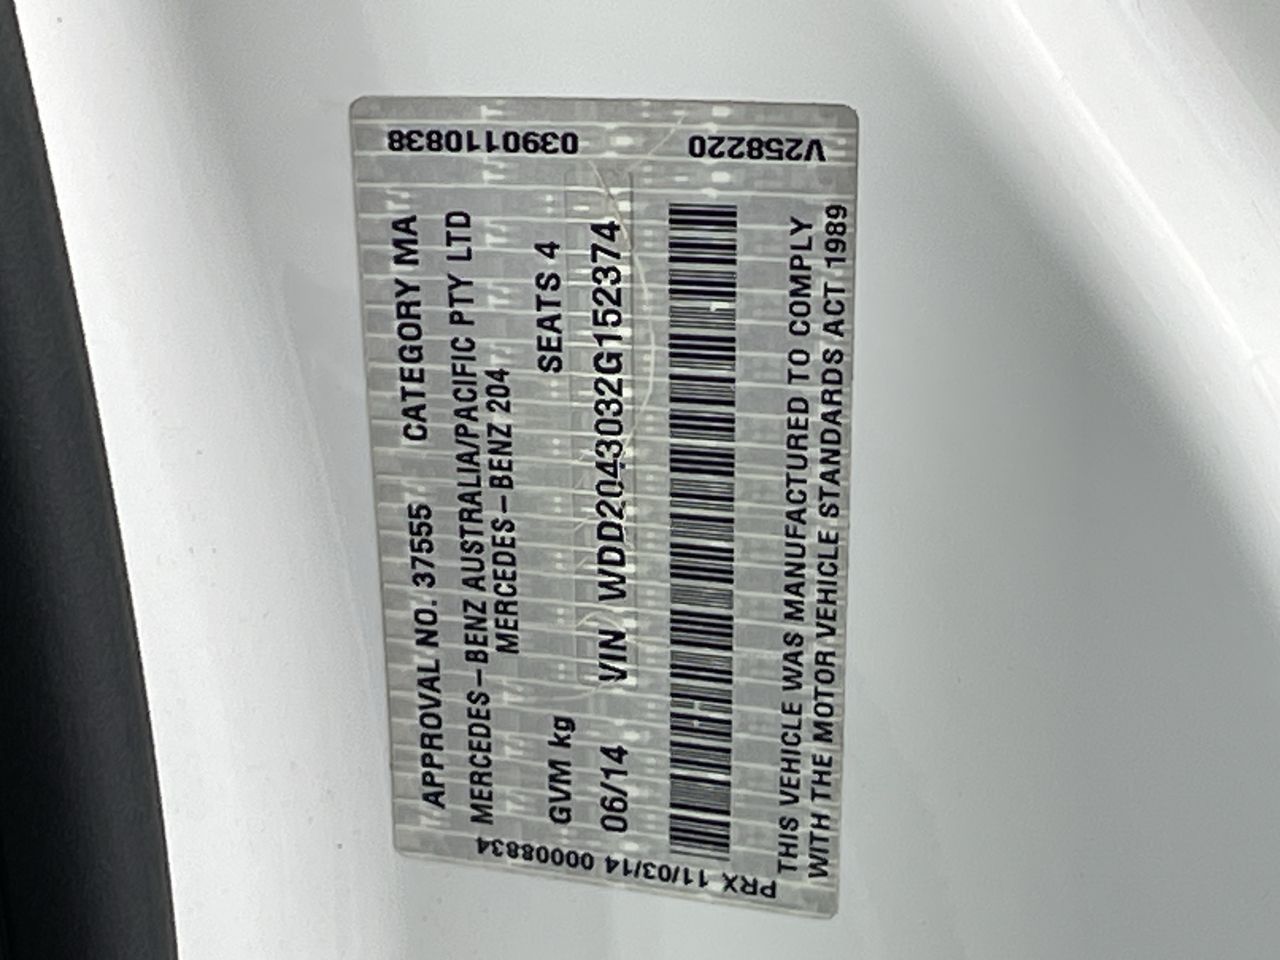 APPROVAL NO. 37555 CATEGORY MA
MERCEDES-BENZ AUSTRALIA/PACIFIC PTY LTD
MERCEDES-BENZ 204
GVM kg SEATS 4
06/14 VIN WDD2043032G152374
THIS VEHICLE WAS MANUFACTURED TO COMPLY
WITH THE MOTOR VEHICLE STANDARDS ACT 1989
0390110838 V258220
PRX 11/03/14 00008834